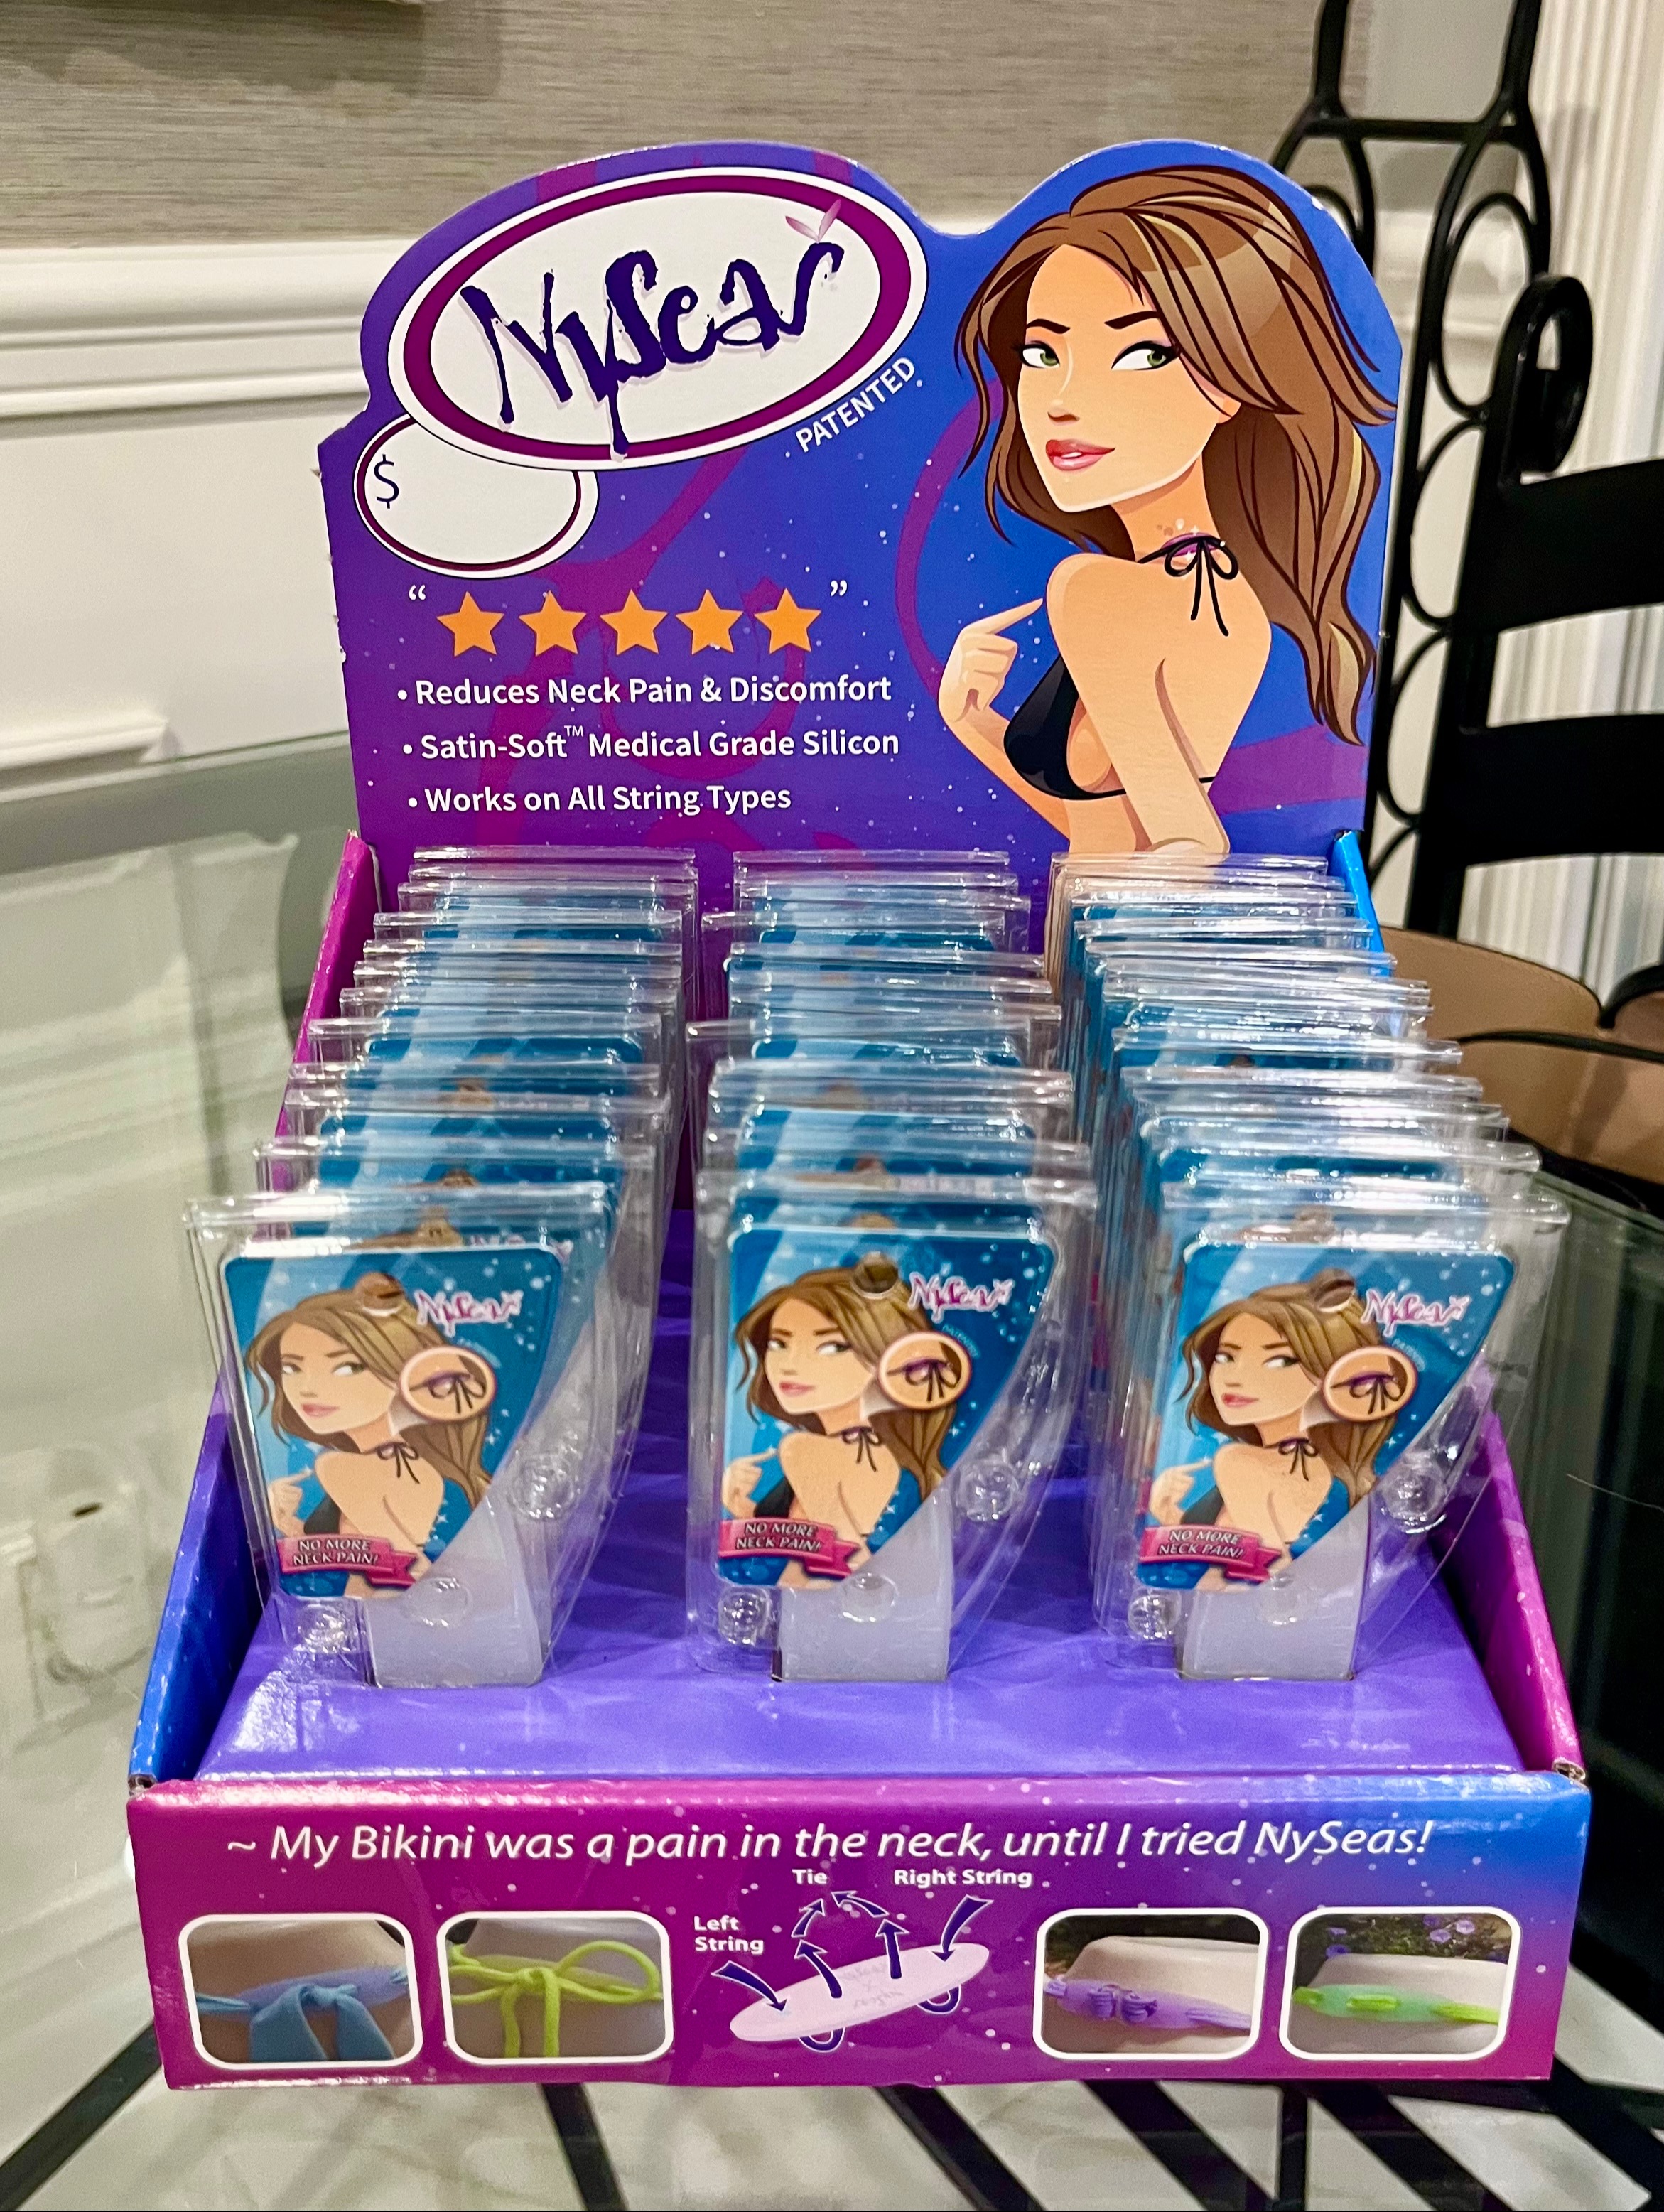 NySeas
PATENTED
$
“ ”
• Reduces Neck Pain & Discomfort
• Satin-Soft™ Medical Grade Silicon
• Works on All String Types
NySeas
NO MORE
NECK PAIN!
NySeas
PATENTED
NO MORE
NECK PAIN!
NySeas
PATENTED
NO MORE
NECK PAIN!
~ My Bikini was a pain in the neck, until I tried NySeas!
Tie
Right String
Left
String